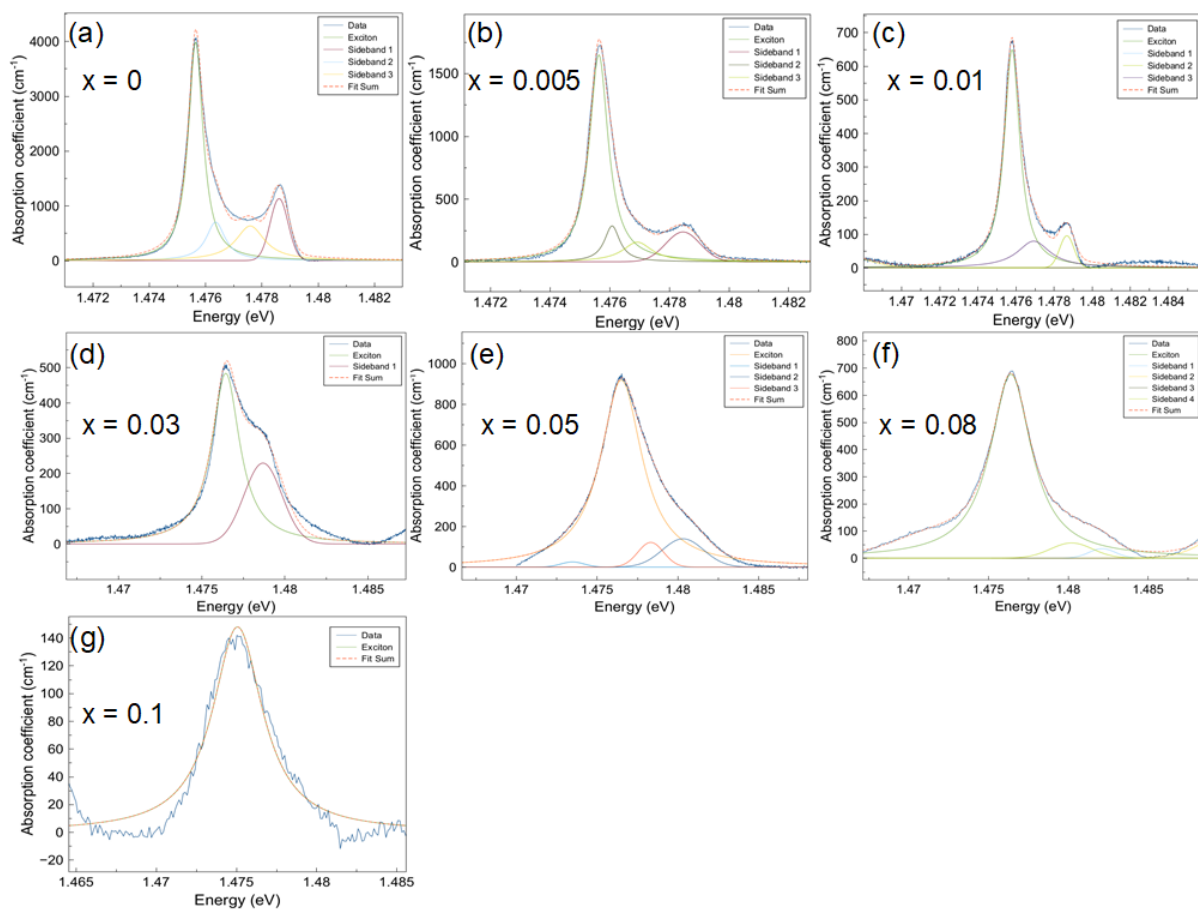 (a)
x = 0
Data
Exciton
Sideband 1
Sideband 2
Sideband 3
Fit Sum
Absorption coefficient (cm⁻¹)
4000
3000
2000
1000
0
1.472
1.474
1.476
1.478
1.48
1.482
Energy (eV)
(b)
x = 0.005
Data
Exciton
Sideband 1
Sideband 2
Sideband 3
Fit Sum
Absorption coefficient (cm⁻¹)
1500
1000
500
0
1.472
1.474
1.476
1.478
1.48
1.482
Energy (eV)
(c)
x = 0.01
Data
Exciton
Sideband 1
Sideband 2
Sideband 3
Fit Sum
Absorption coefficient (cm⁻¹)
700
600
500
400
300
200
100
0
1.47
1.472
1.474
1.476
1.478
1.48
1.482
1.484
Energy (eV)
(d)
x = 0.03
Data
Exciton
Sideband 1
Fit Sum
Absorption coefficient (cm⁻¹)
500
400
300
200
100
0
1.47
1.475
1.48
1.485
Energy (eV)
(e)
x = 0.05
Data
Exciton
Sideband 1
Sideband 2
Sideband 3
Fit Sum
Absorption coefficient (cm⁻¹)
1000
800
600
400
200
0
1.47
1.475
1.48
1.485
Energy (eV)
(f)
x = 0.08
Data
Exciton
Sideband 1
Sideband 2
Sideband 3
Sideband 4
Fit Sum
Absorption coefficient (cm⁻¹)
800
700
600
500
400
300
200
100
0
1.47
1.475
1.48
1.485
Energy (eV)
(g)
x = 0.1
Data
Exciton
Fit Sum
Absorption coefficient (cm⁻¹)
140
120
100
80
60
40
20
0
−20
1.465
1.47
1.475
1.48
1.485
Energy (eV)